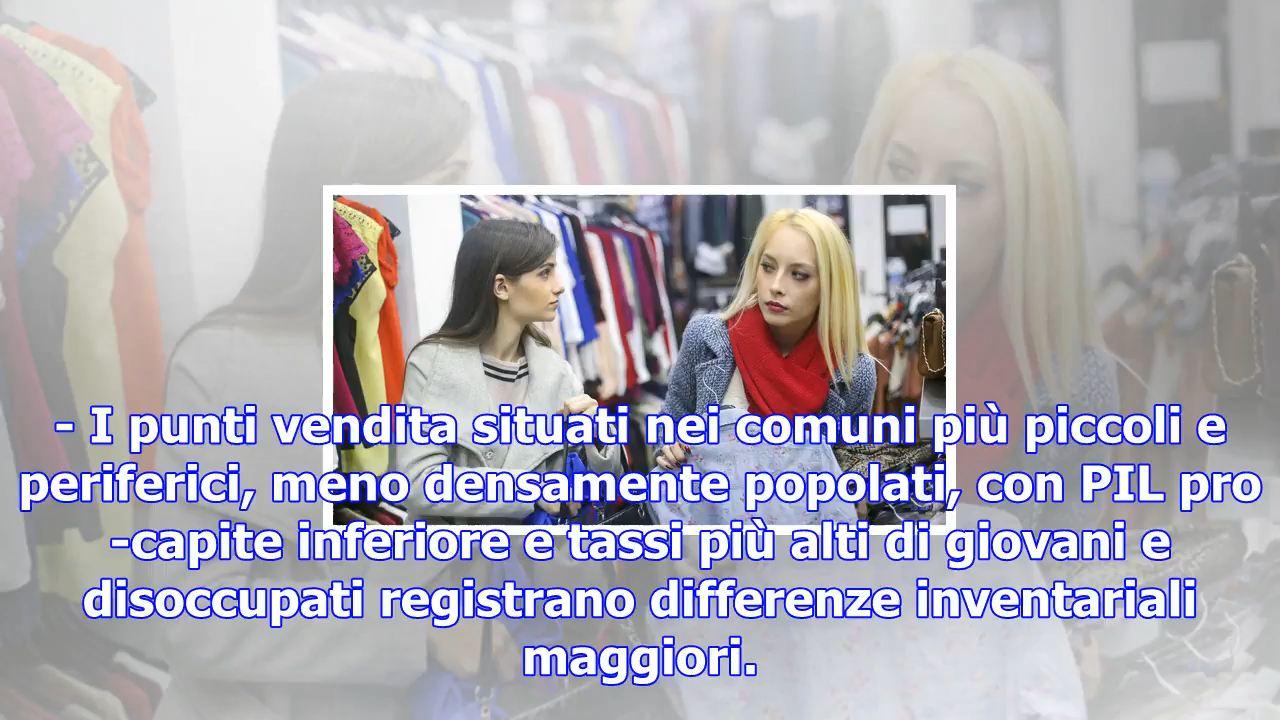 - I punti vendita situati nei comuni più piccoli e
periferici, meno densamente popolati, con PIL pro
-capite inferiore e tassi più alti di giovani e
disoccupati registrano differenze inventariali
maggiori.